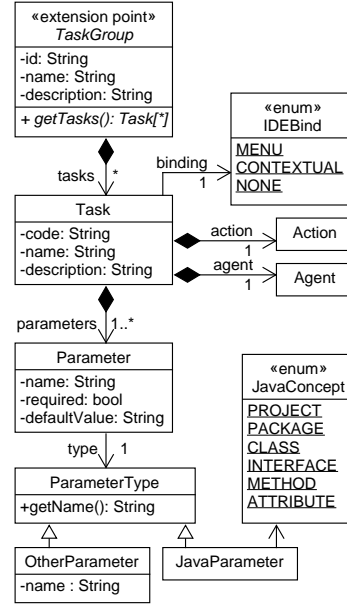 «extension point»
TaskGroup
-id: String
-name: String
-description: String
+ getTasks(): Task[*]
tasks *
binding
1
«enum»
IDEBind
MENU
CONTEXTUAL
NONE
Task
-code: String
-name: String
-description: String
action
1
Action
agent
1
Agent
parameters 1..*
Parameter
-name: String
-required: bool
-defaultValue: String
type 1
«enum»
JavaConcept
PROJECT
PACKAGE
CLASS
INTERFACE
METHOD
ATTRIBUTE
ParameterType
+getName(): String
OtherParameter
-name : String
JavaParameter